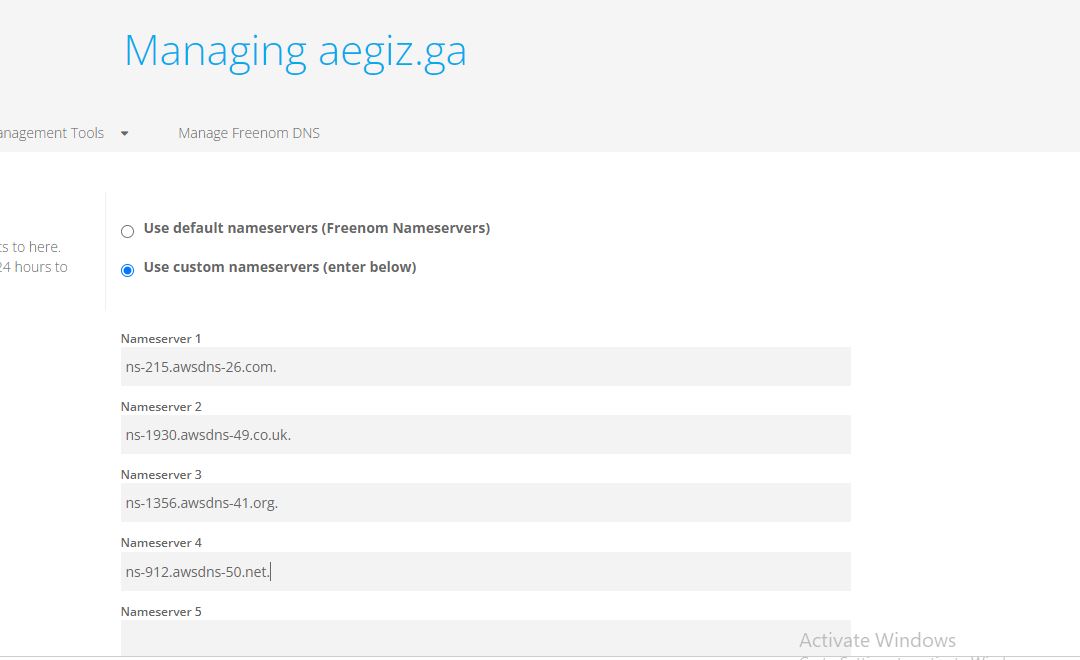 Managing aegiz.ga
anagement Tools
Manage Freenom DNS
Use default nameservers (Freenom Nameservers)
ts to here.
24 hours to
Use custom nameservers (enter below)
Nameserver 1
ns-215.awsdns-26.com.
Nameserver 2
ns-1930.awsdns-49.co.uk.
Nameserver 3
ns-1356.awsdns-41.org.
Nameserver 4
ns-912.awsdns-50.net.
Nameserver 5
Activate Windows